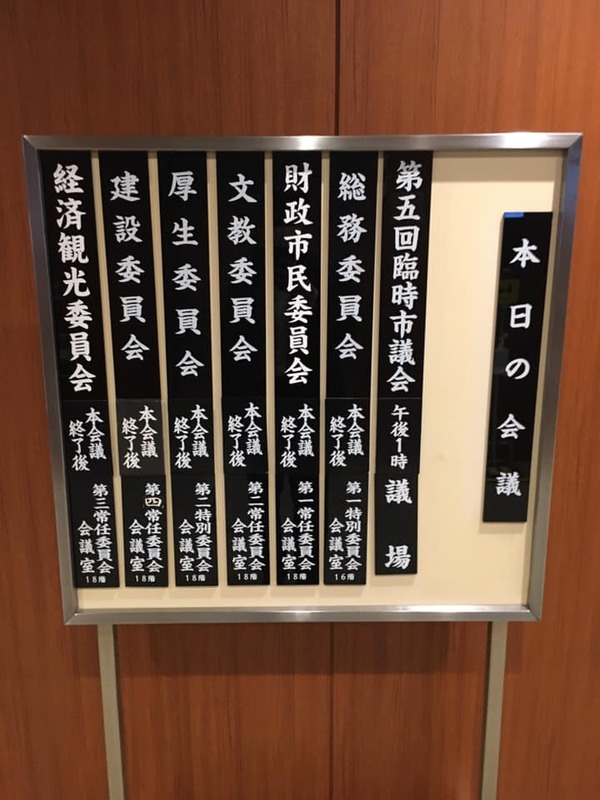 本日の会議
第五回臨時市議会 午後1時 議場
総務委員会 本会議終了後 第一特別委員会会議室 16階
財政市民委員会 本会議終了後 第一常任委員会会議室 18階
文教委員会 本会議終了後 第二常任委員会会議室 18階
厚生委員会 本会議終了後 第二特別委員会会議室 18階
建設委員会 本会議終了後 第四常任委員会会議室 18階
経済観光委員会 本会議終了後 第三常任委員会会議室 18階